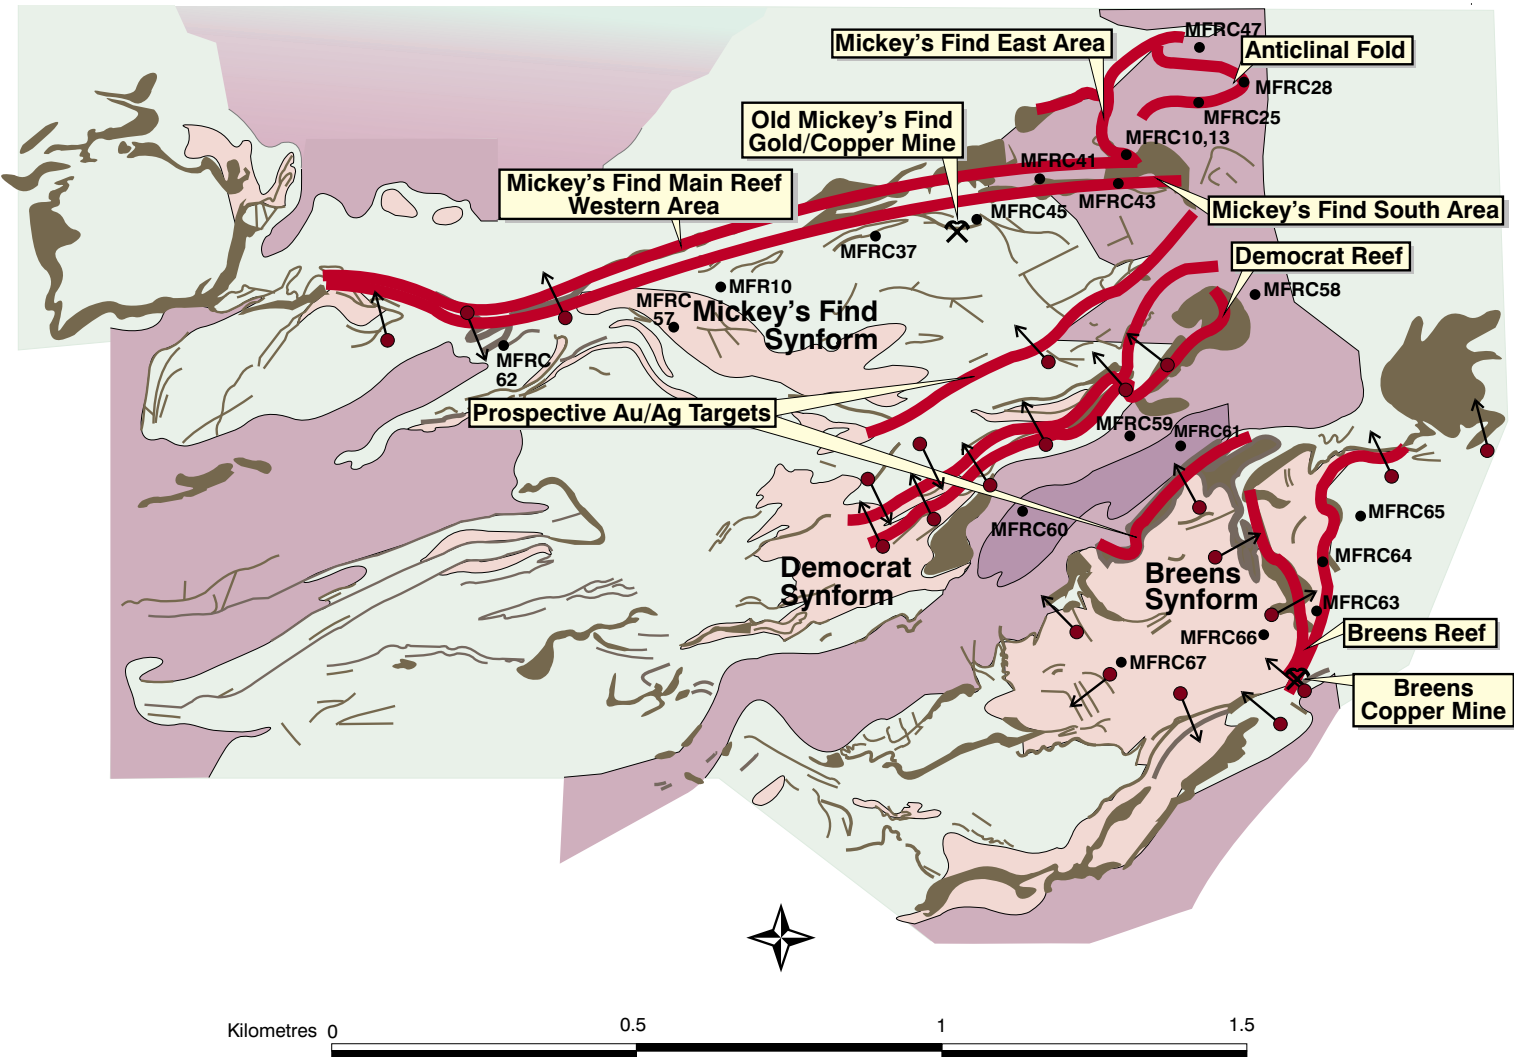 MFRC47
Mickey's Find East Area
Anticlinal Fold
MFRC28
MFRC25
Old Mickey's Find
Gold/Copper Mine
MFRC10,13
MFRC41
Mickey's Find Main Reef
Western Area
MFRC43
MFRC45
Mickey's Find South Area
MFRC37
Democrat Reef
MFR10
MFRC58
MFRC
57
Mickey's Find
Synform
MFRC
62
Prospective Au/Ag Targets
MFRC59
MFRC61
MFRC65
MFRC60
MFRC64
Democrat
Synform
Breens
Synform
MFRC63
MFRC66
Breens Reef
MFRC67
Breens
Copper Mine
Kilometres 0 0.5 1 1.5